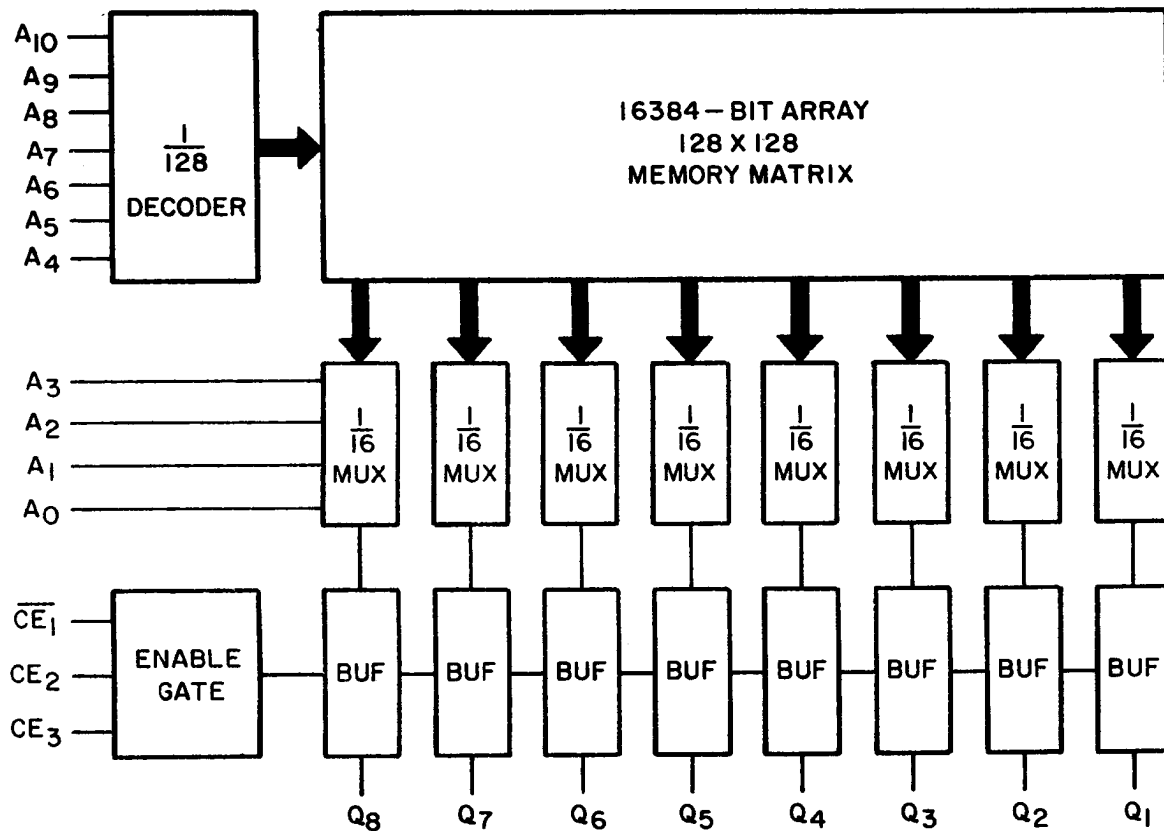 A10
A9
A8
A7
A6
A5
A4
1/128
DECODER
16384-BIT ARRAY
128 X 128
MEMORY MATRIX
A3
A2
A1
A0
1/16
MUX
1/16
MUX
1/16
MUX
1/16
MUX
1/16
MUX
1/16
MUX
1/16
MUX
1/16
MUX
C̅E̅1̅
CE2
CE3
ENABLE
GATE
BUF
BUF
BUF
BUF
BUF
BUF
BUF
BUF
Q8
Q7
Q6
Q5
Q4
Q3
Q2
Q1